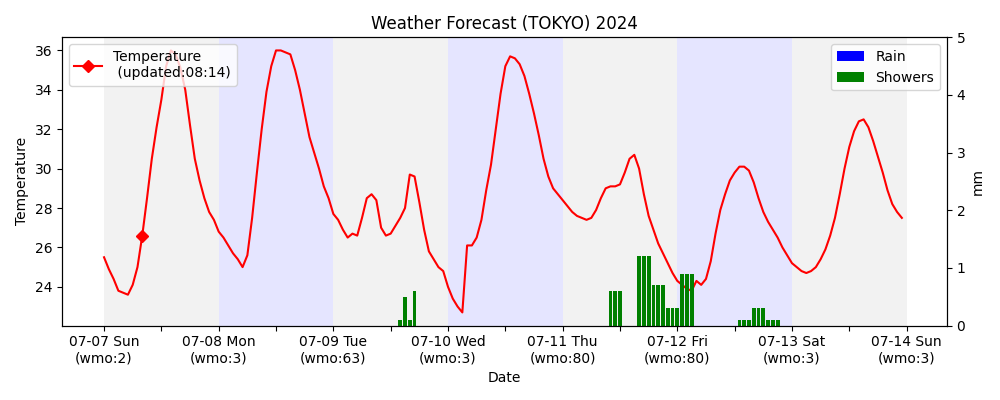 Weather Forecast (TOKYO) 2024
Temperature
(updated:08:14)
Rain
Showers
Temperature
36
34
32
30
28
26
24
5
4
3
2
1
0
mm
07-07 Sun
(wmo:2)
07-08 Mon
(wmo:3)
07-09 Tue
(wmo:63)
07-10 Wed
(wmo:3)
07-11 Thu
(wmo:80)
07-12 Fri
(wmo:80)
07-13 Sat
(wmo:3)
07-14 Sun
(wmo:3)
Date